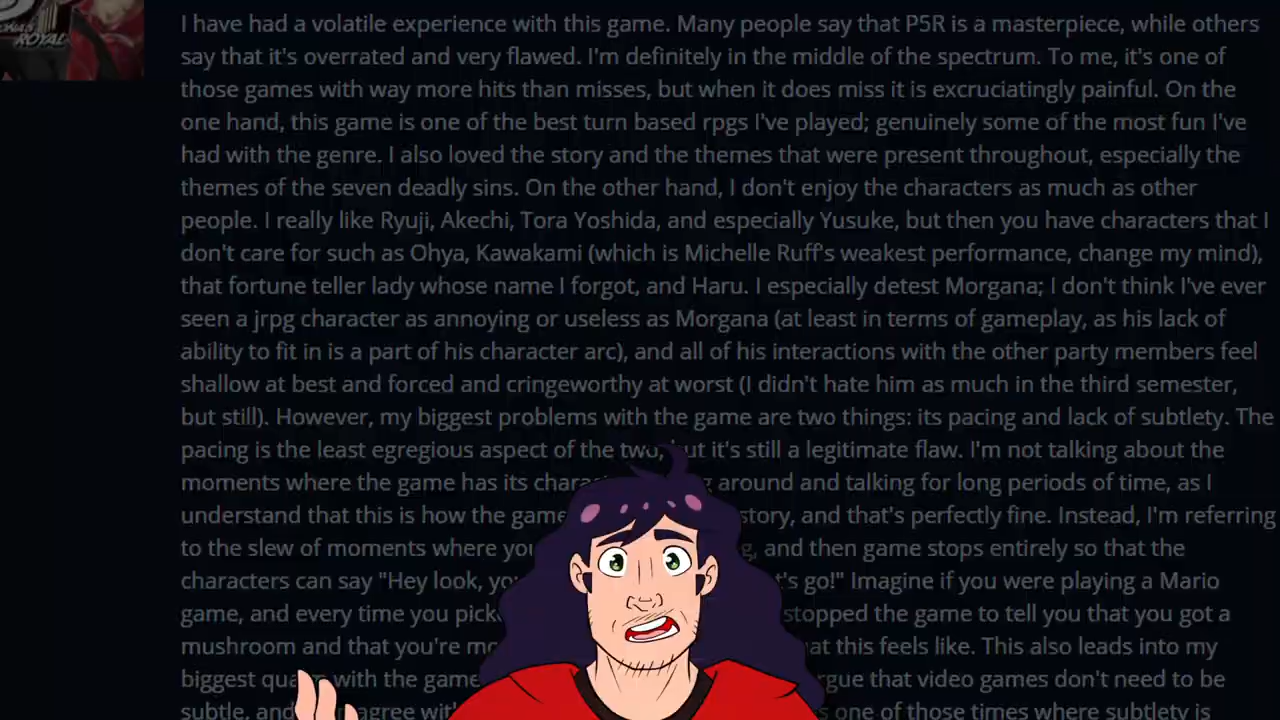 ROYAL
I have had a volatile experience with this game. Many people say that P5R is a masterpiece, while others
say that it's overrated and very flawed. I'm definitely in the middle of the spectrum. To me, it's one of
those games with way more hits than misses, but when it does miss it is excruciatingly painful. On the
one hand, this game is one of the best turn based rpgs I've played; genuinely some of the most fun I've
had with the genre. I also loved the story and the themes that were present throughout, especially the
themes of the seven deadly sins. On the other hand, I don't enjoy the characters as much as other
people. I really like Ryuji, Akechi, Tora Yoshida, and especially Yusuke, but then you have characters that I
don't care for such as Ohya, Kawakami (which is Michelle Ruff's weakest performance, change my mind),
that fortune teller lady whose name I forgot, and Haru. I especially detest Morgana; I don't think I've ever
seen a jrpg character as annoying or useless as Morgana (at least in terms of gameplay, as his lack of
ability to fit in is a part of his character arc), and all of his interactions with the other party members feel
shallow at best and forced and cringeworthy at worst (I didn't hate him as much in the third semester,
but still). However, my biggest problems with the game are two things: its pacing and lack of subtlety. The
pacing is the least egregious aspect of the two, but it's still a legitimate flaw. I'm not talking about the
moments where the game has its around and talking for long periods of time, as I
understand that this is how the game story, and that's perfectly fine. Instead, I'm referring
to the slew of moments where and then game stops entirely so that the
characters can say "Hey look, go!" Imagine if you were playing a Mario
game, and every time you stopped the game to tell you that you got a
mushroom and that you're this feels like. This also leads into my
biggest with the game that video games don't need to be
subtle, and agree one of those times where subtlety is